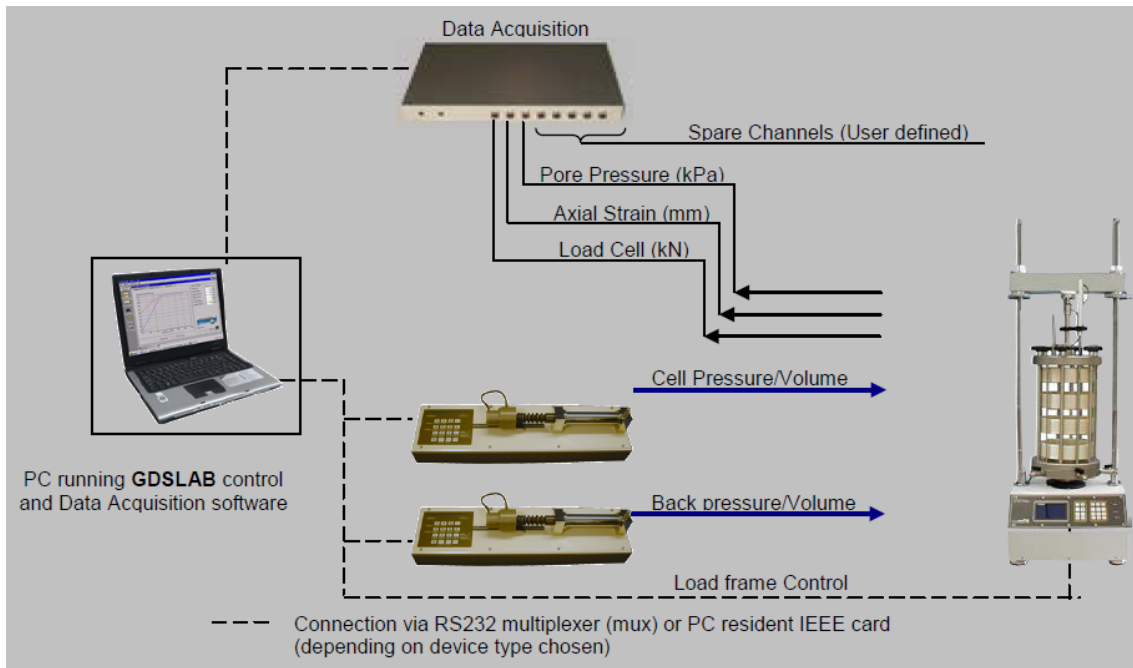 Data Acquisition
Spare Channels (User defined)
Pore Pressure (kPa)
Axial Strain (mm)
Load Cell (kN)
Cell Pressure/Volume
PC running GDSLAB control
and Data Acquisition software
Back pressure/Volume
Load frame Control
Connection via RS232 multiplexer (mux) or PC resident IEEE card
(depending on device type chosen)